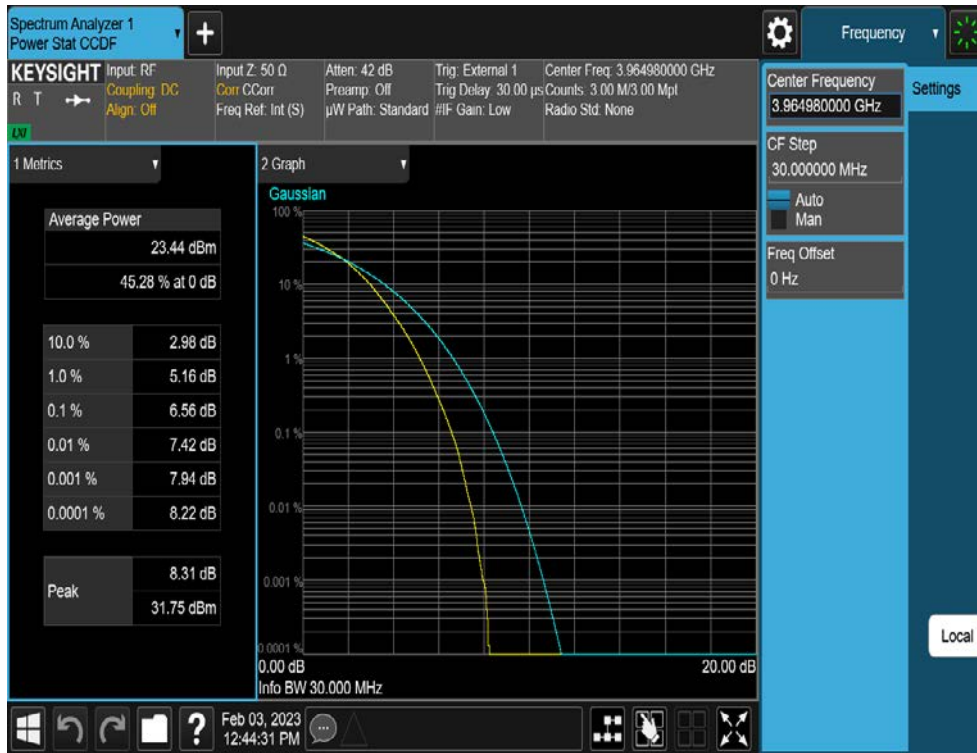 Spectrum Analyzer 1
Power Stat CCDF
+
Frequency
KEYSIGHT
R T
LXI
Input: RF
Coupling: DC
Align: Off
Input Z: 50 Ω
Corr CCorr
Freq Ref: Int (S)
Atten: 42 dB
Preamp: Off
µW Path: Standard
Trig: External 1
Trig Delay: 30.00 µs
#IF Gain: Low
Center Freq: 3.964980000 GHz
Counts: 3.00 M/3.00 Mpt
Radio Std: None
Center Frequency
3.964980000 GHz
Settings
CF Step
30.000000 MHz
Auto
Man
Freq Offset
0 Hz
Local
1 Metrics
Average Power
23.44 dBm
45.28 % at 0 dB
10.0 % 2.98 dB
1.0 % 5.16 dB
0.1 % 6.56 dB
0.01 % 7.42 dB
0.001 % 7.94 dB
0.0001 % 8.22 dB
Peak
8.31 dB
31.75 dBm
2 Graph
Gaussian
100 %
10 %
1 %
0.1 %
0.01 %
0.001 %
0.0001 %
0.00 dB 20.00 dB
Info BW 30.000 MHz
?
Feb 03, 2023
12:44:31 PM